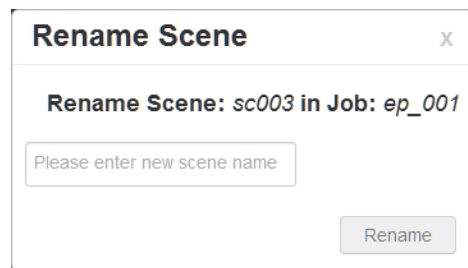 Rename Scene
x
Rename Scene: sc003 in Job: ep_001
Please enter new scene name
Rename